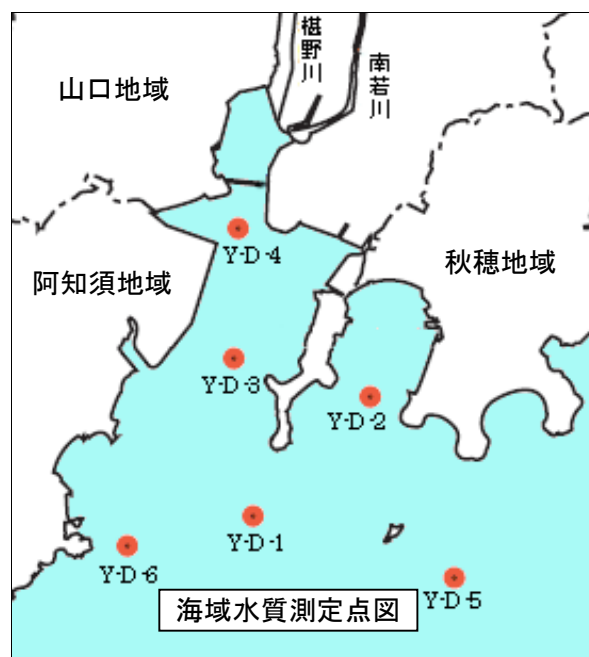 椹野川
南若川
山口地域
阿知須地域
秋穂地域
Y-D-4
Y-D-3
Y-D-2
Y-D-1
Y-D-6
Y-D-5
海域水質測定点図